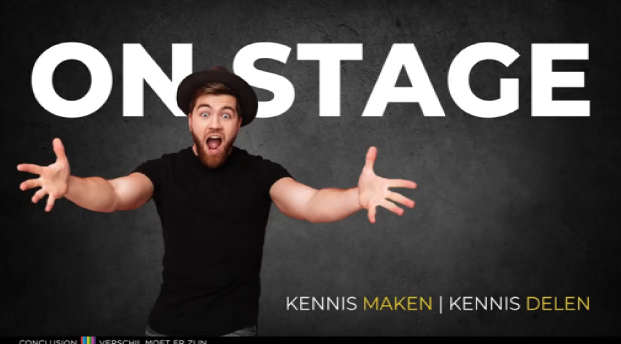 ON STAGE
KENNIS MAKEN | KENNIS DELEN
CONCLUSION VERSCHIL MOET ER ZIJN